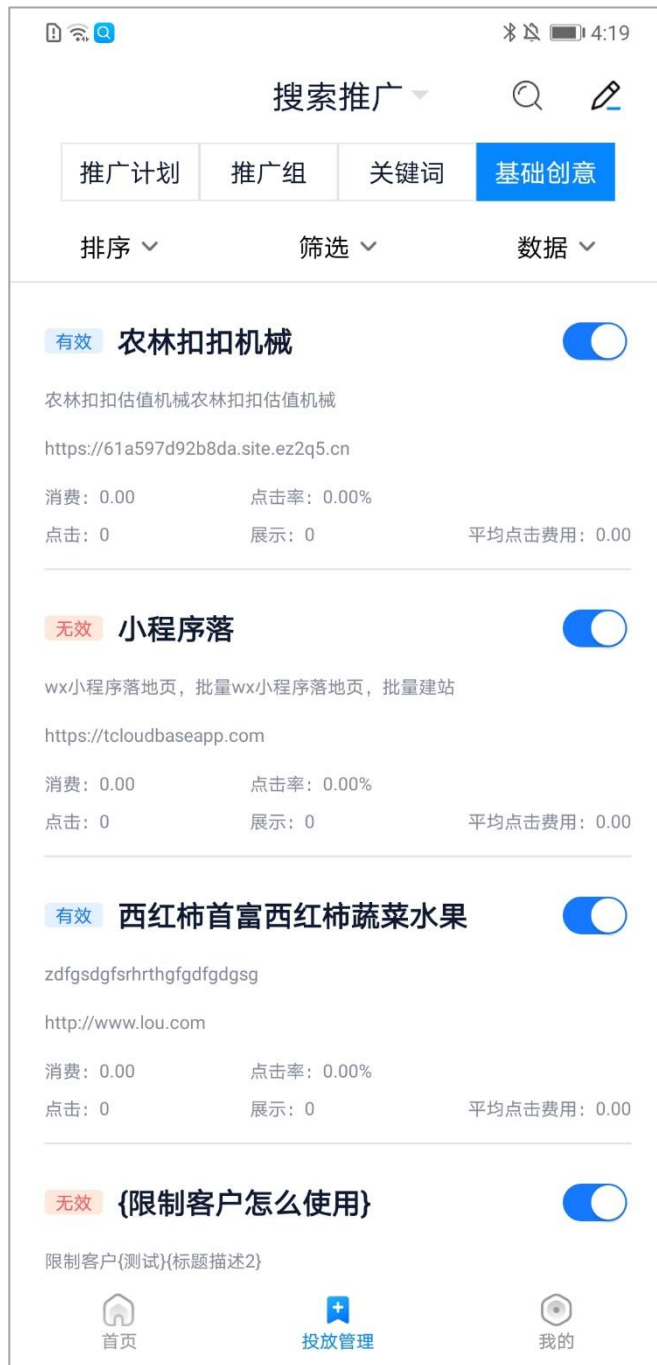 4:19
搜索推广
推广计划 推广组 关键词 基础创意
排序 筛选 数据
有效 农林扣扣机械
农林扣扣估值机械农林扣扣估值机械
https://61a597d92b8da.site.ez2q5.cn
消费：0.00 点击率：0.00%
点击：0 展示：0 平均点击费用：0.00
无效 小程序落
wx小程序落地页，批量wx小程序落地页，批量建站
https://tcloudbaseapp.com
消费：0.00 点击率：0.00%
点击：0 展示：0 平均点击费用：0.00
有效 西红柿首富西红柿蔬菜水果
zdfgsdgfsrhrthgfgdfgdgsg
http://www.lou.com
消费：0.00 点击率：0.00%
点击：0 展示：0 平均点击费用：0.00
无效 {限制客户怎么使用}
限制客户{测试}{标题描述2}
首页 投放管理 我的